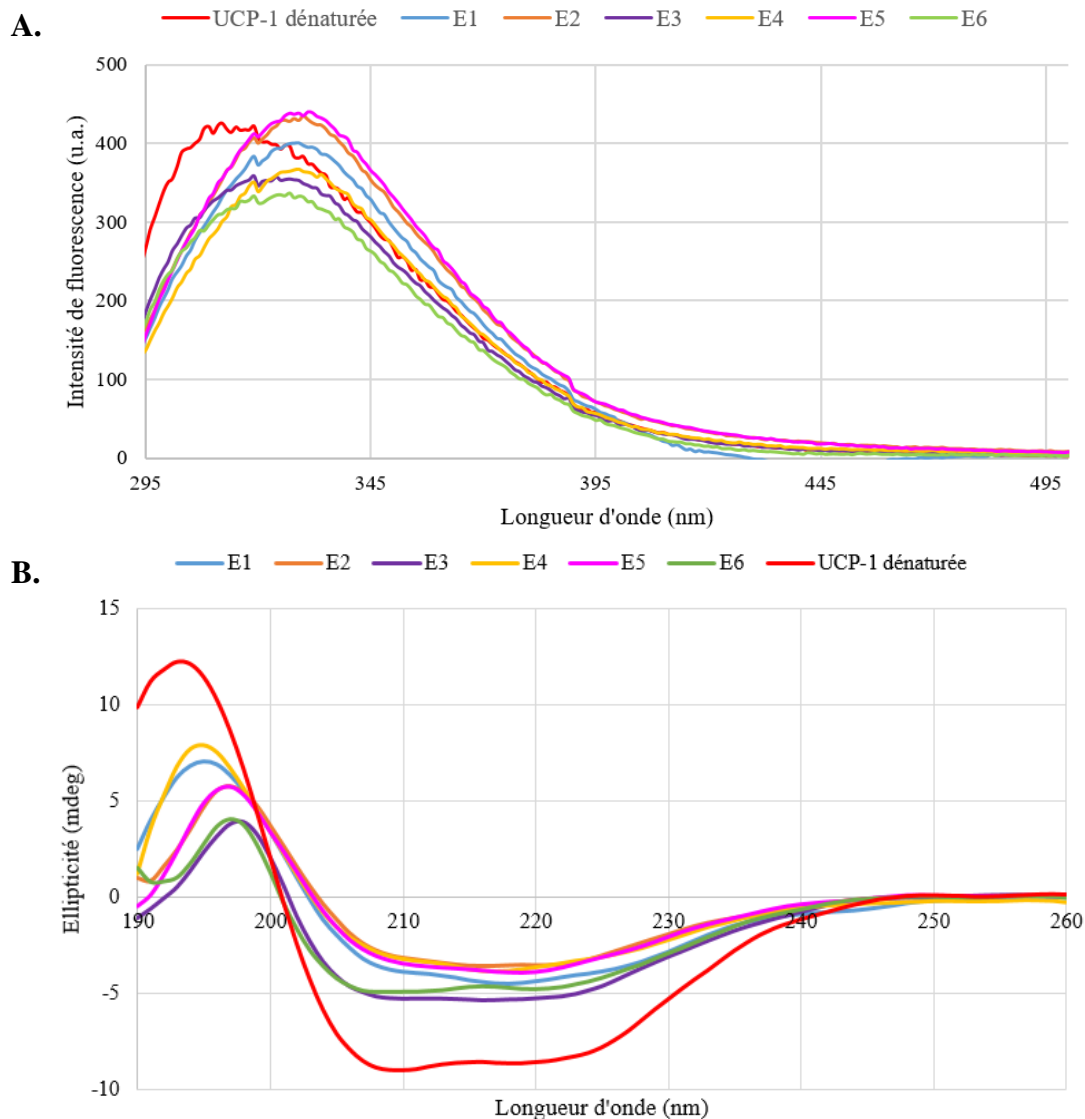 A.
UCP-1 dénaturée E1 E2 E3 E4 E5 E6
500
400
300
200
100
0
Intensité de fluorescence (u.a.)
295 345 395 445 495
Longueur d'onde (nm)
B.
E1 E2 E3 E4 E5 E6 UCP-1 dénaturée
15
10
5
0
-5
-10
Ellipticité (mdeg)
190 200 210 220 230 240 250 260
Longueur d'onde (nm)